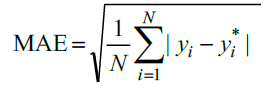 MAE = √(1/N ∑_{i=1}^{N} | y_i − y_i^* |)